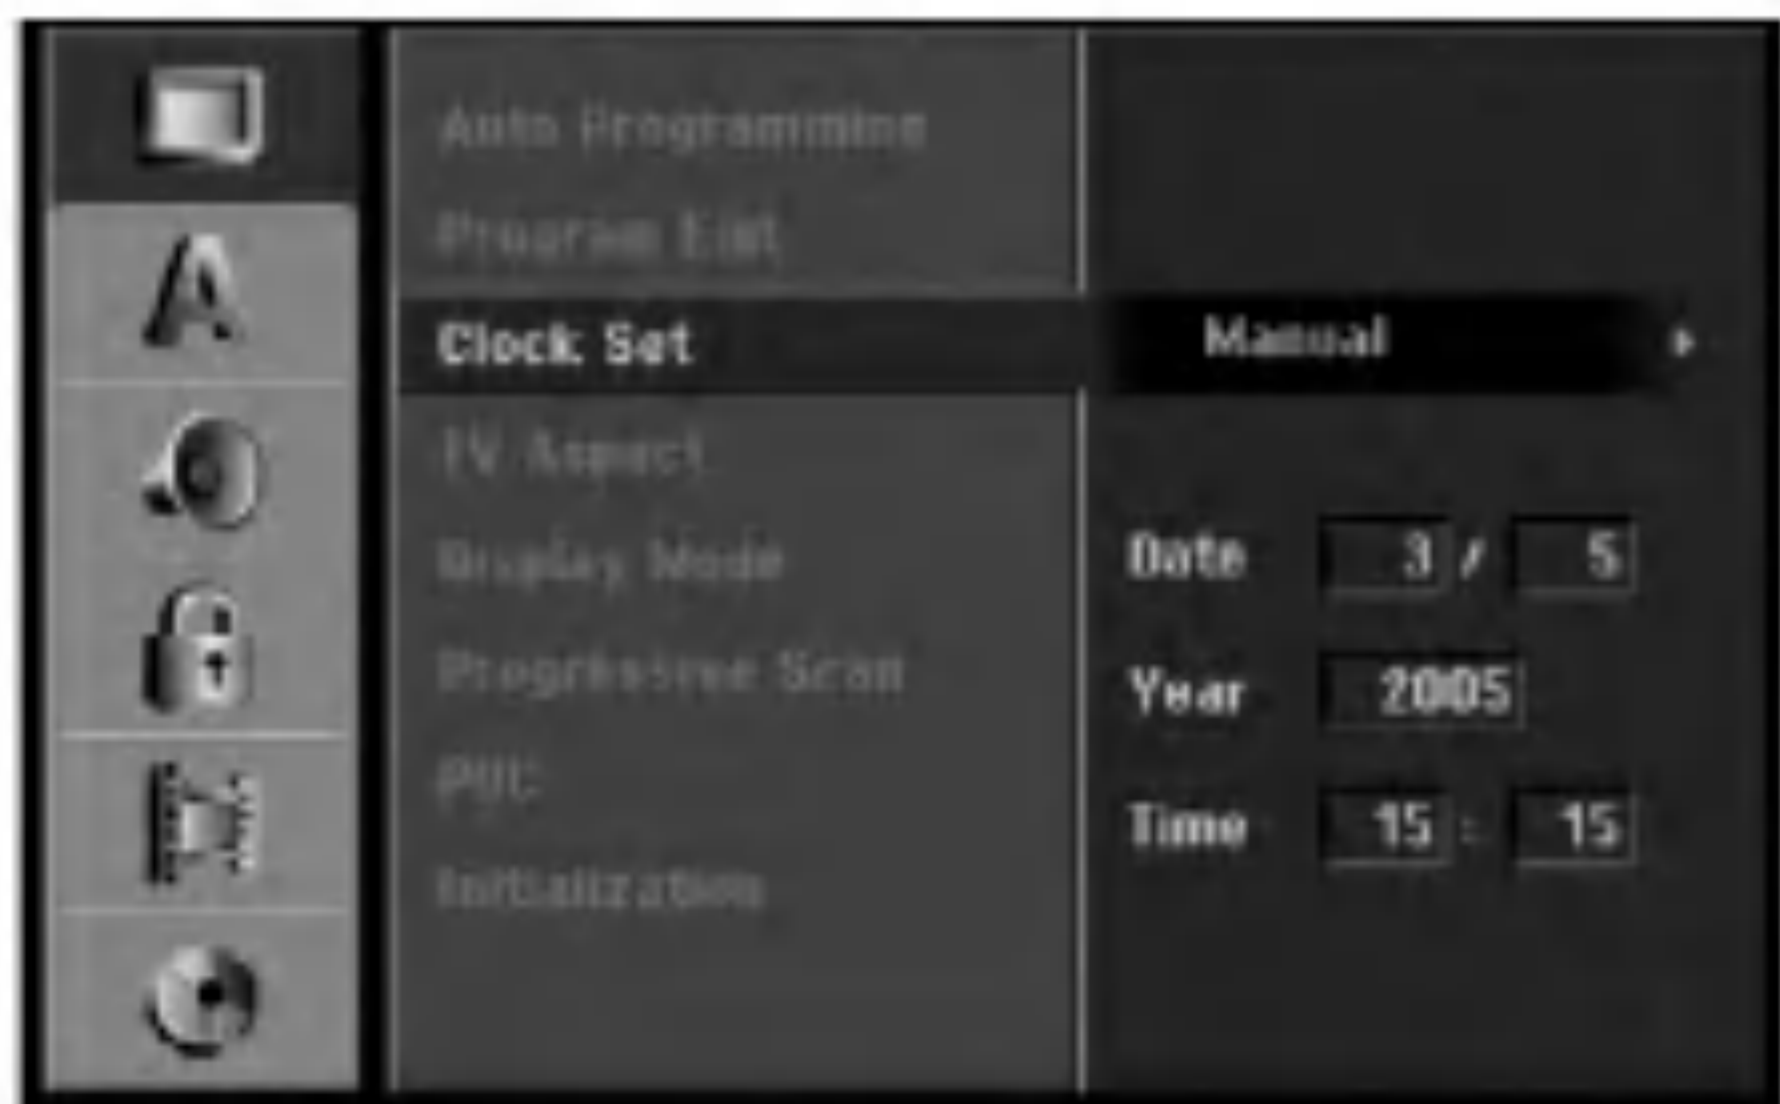 Auto Programming
Program Edit
Clock Set
Manual
TV Aspect
Display Mode
Progressive Scan
PBC
Initialization
Date 3 / 5
Year 2005
Time 15 : 15